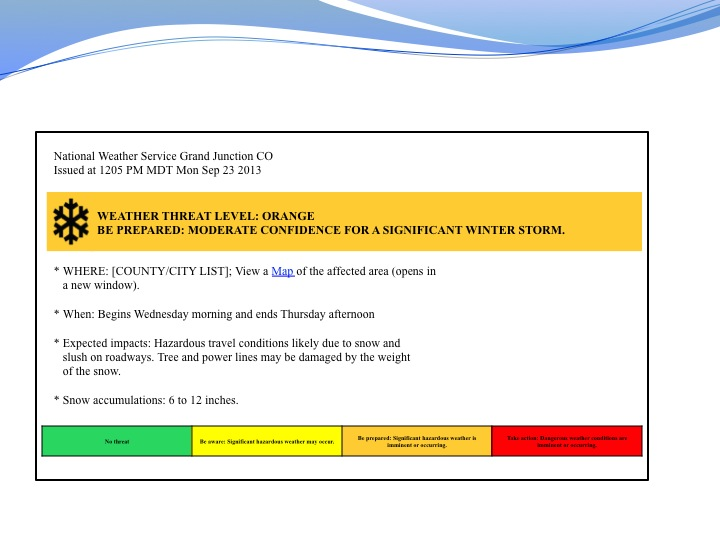 National Weather Service Grand Junction CO
Issued at 1205 PM MDT Mon Sep 23 2013
WEATHER THREAT LEVEL: ORANGE
BE PREPARED: MODERATE CONFIDENCE FOR A SIGNIFICANT WINTER STORM.
* WHERE: [COUNTY/CITY LIST]; View a Map of the affected area (opens in
a new window).
* When: Begins Wednesday morning and ends Thursday afternoon
* Expected impacts: Hazardous travel conditions likely due to snow and
slush on roadways. Tree and power lines may be damaged by the weight
of the snow.
* Snow accumulations: 6 to 12 inches.
No threat
Be aware: Significant hazardous weather may occur.
Be prepared: Significant hazardous weather is
imminent or occurring.
Take action: Dangerous weather conditions are
imminent or occurring.